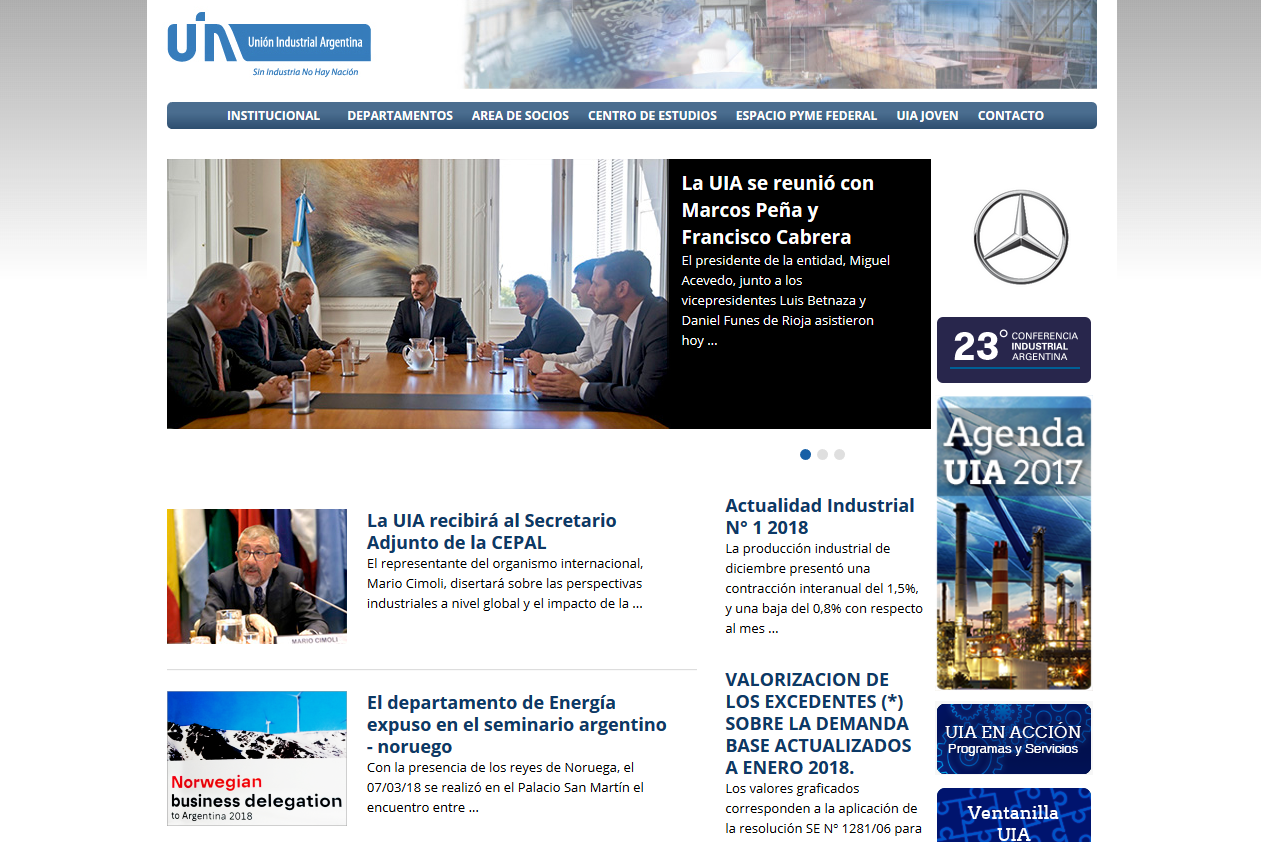 UIA
Unión Industrial Argentina
Sin Industria No Hay Nación
INSTITUCIONAL DEPARTAMENTOS AREA DE SOCIOS CENTRO DE ESTUDIOS ESPACIO PYME FEDERAL UIA JOVEN CONTACTO
La UIA se reunió con
Marcos Peña y
Francisco Cabrera
El presidente de la entidad, Miguel
Acevedo, junto a los
vicepresidentes Luis Betnaza y
Daniel Funes de Rioja asistieron
hoy ...
23° CONFERENCIA
INDUSTRIAL
ARGENTINA
Agenda
UIA 2017
La UIA recibirá al Secretario
Adjunto de la CEPAL
El representante del organismo internacional,
Mario Cimoli, disertará sobre las perspectivas
industriales a nivel global y el impacto de la ...
MARIO CIMOLI
Actualidad Industrial
N° 1 2018
La producción industrial de
diciembre presentó una
contracción interanual del 1,5%,
y una baja del 0,8% con respecto
al mes ...
Norwegian
business delegation
to Argentina 2018
El departamento de Energía
expuso en el seminario argentino
- noruego
Con la presencia de los reyes de Noruega, el
07/03/18 se realizó en el Palacio San Martín el
encuentro entre ...
VALORIZACION DE
LOS EXCEDENTES (*)
SOBRE LA DEMANDA
BASE ACTUALIZADOS
A ENERO 2018.
Los valores graficados
corresponden a la aplicación de
la resolución SE N° 1281/06 para
UIA EN ACCIÓN
Programas y Servicios
Ventanilla
UIA